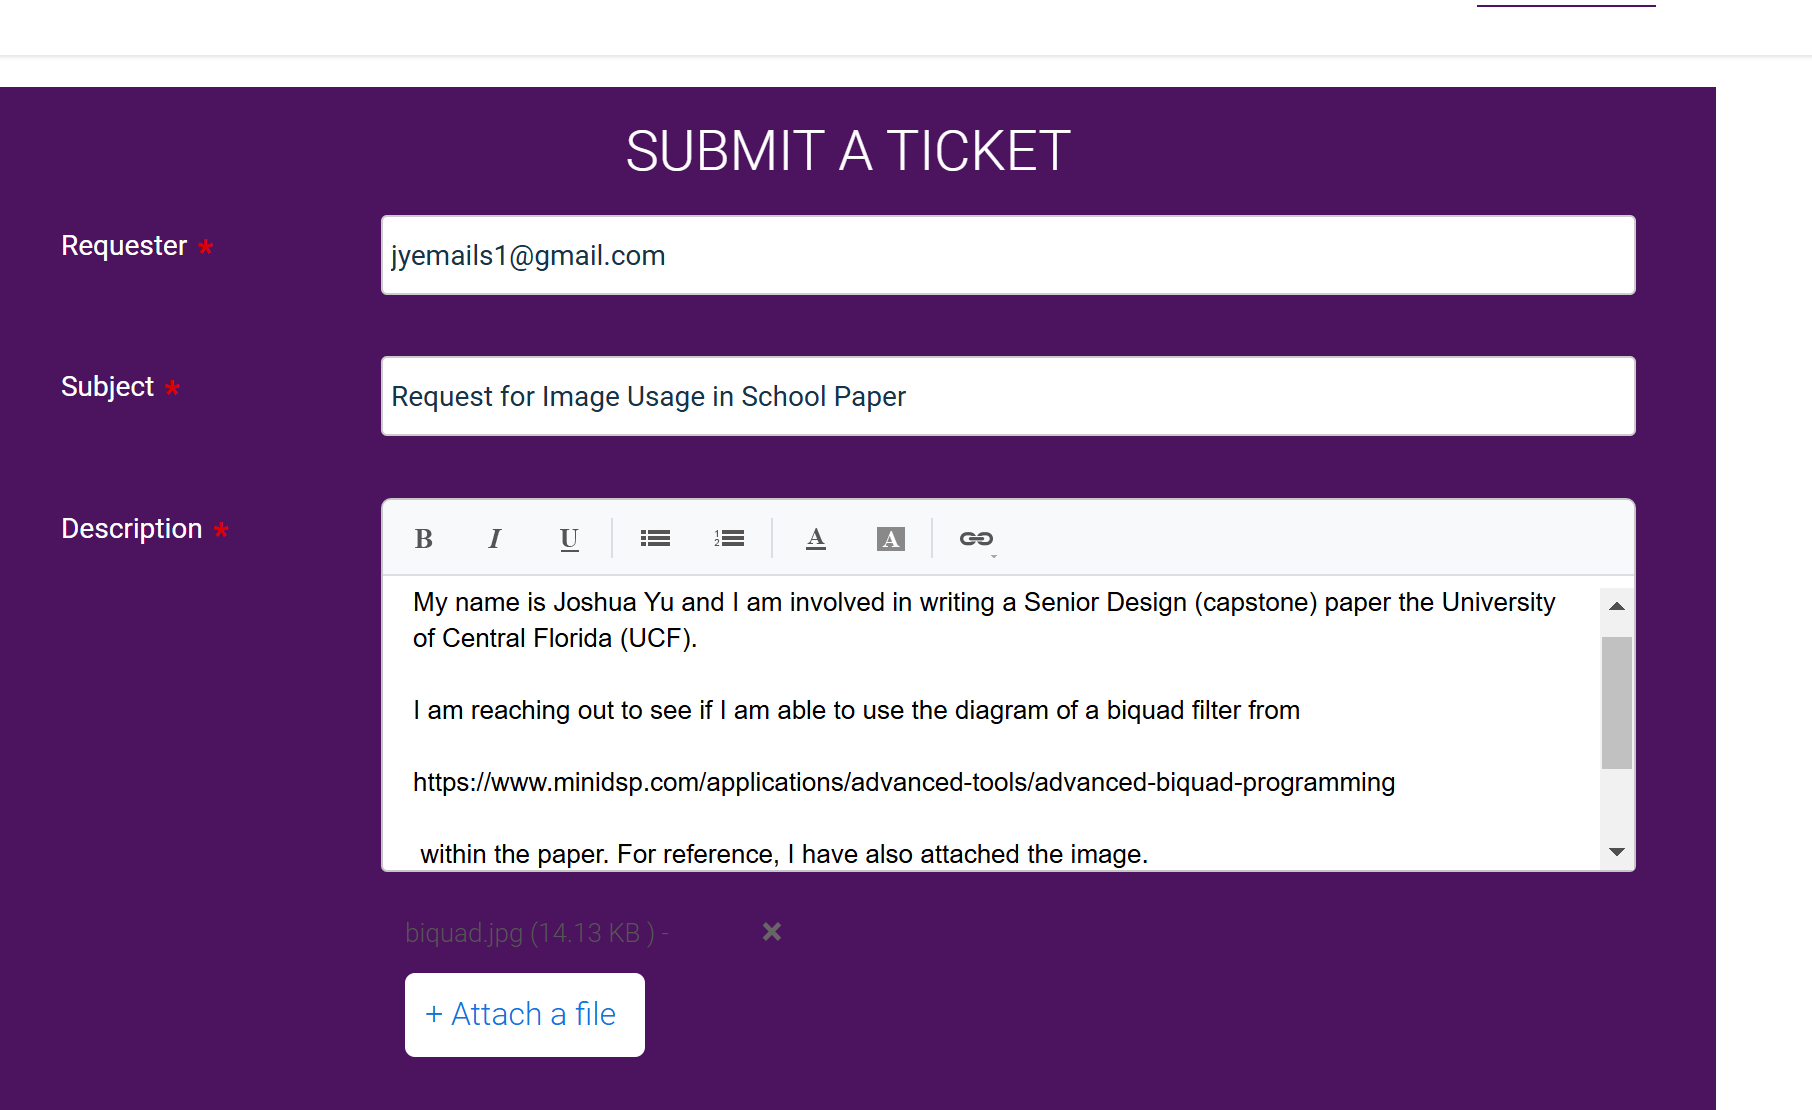 SUBMIT A TICKET
Requester *
jyemails1@gmail.com
Subject *
Request for Image Usage in School Paper
Description *
B I U A A
My name is Joshua Yu and I am involved in writing a Senior Design (capstone) paper the University
of Central Florida (UCF).
I am reaching out to see if I am able to use the diagram of a biquad filter from
https://www.minidsp.com/applications/advanced-tools/advanced-biquad-programming
within the paper. For reference, I have also attached the image.
biquad.jpg (14.13 KB ) -
+ Attach a file